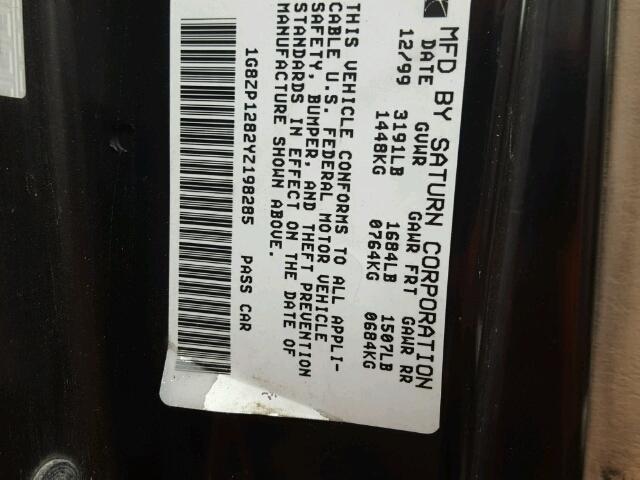 MFD BY SATURN CORPORATION
DATE GVWR GAWR FRT GAWR RR
12/99 3191LB 1684LB 1507LB
1448KG 0764KG 0684KG
THIS VEHICLE CONFORMS TO ALL APPLI-
CABLE U.S. FEDERAL MOTOR VEHICLE
SAFETY, BUMPER, AND THEFT PREVENTION
STANDARDS IN EFFECT ON THE DATE OF
MANUFACTURE SHOWN ABOVE.
1G8ZP1282YZ198285 PASS CAR